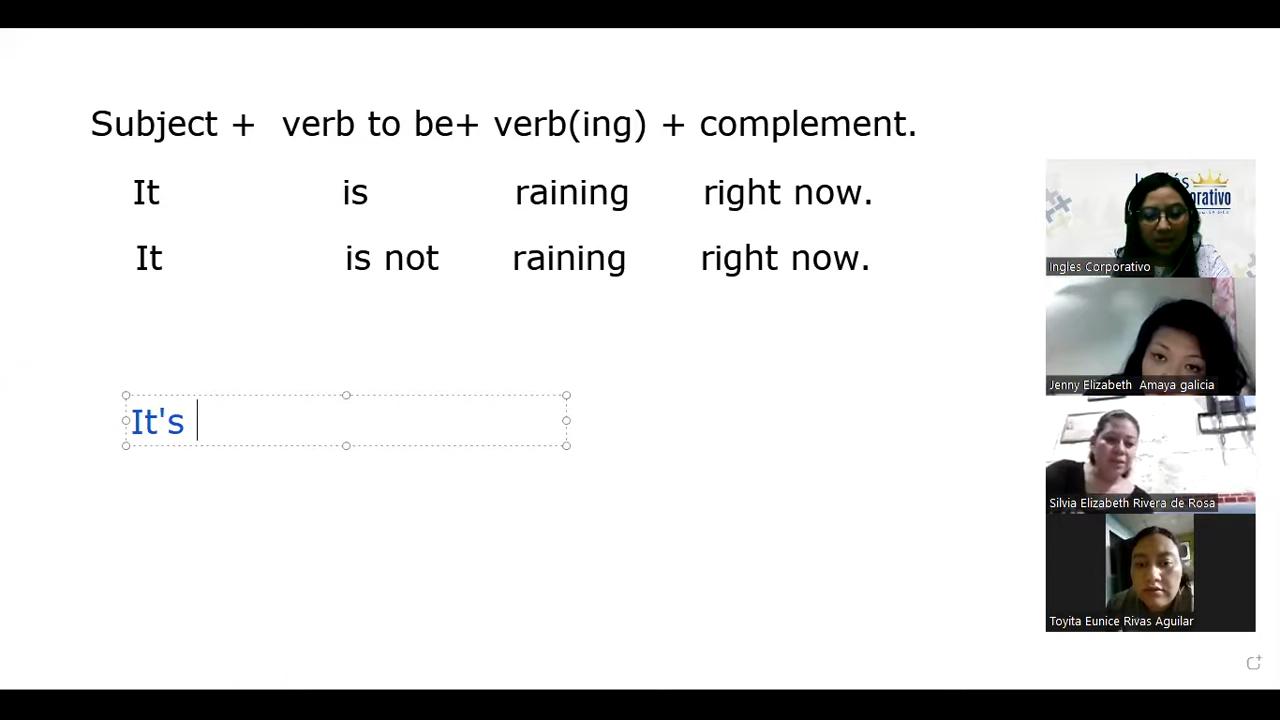 Subject + verb to be+ verb(ing) + complement.
It is raining right now.
It is not raining right now.
It's
Ingles Corporativo
Jenny Elizabeth Amaya galicia
Silvia Elizabeth Rivera de Rosa
Toyita Eunice Rivas Aguilar